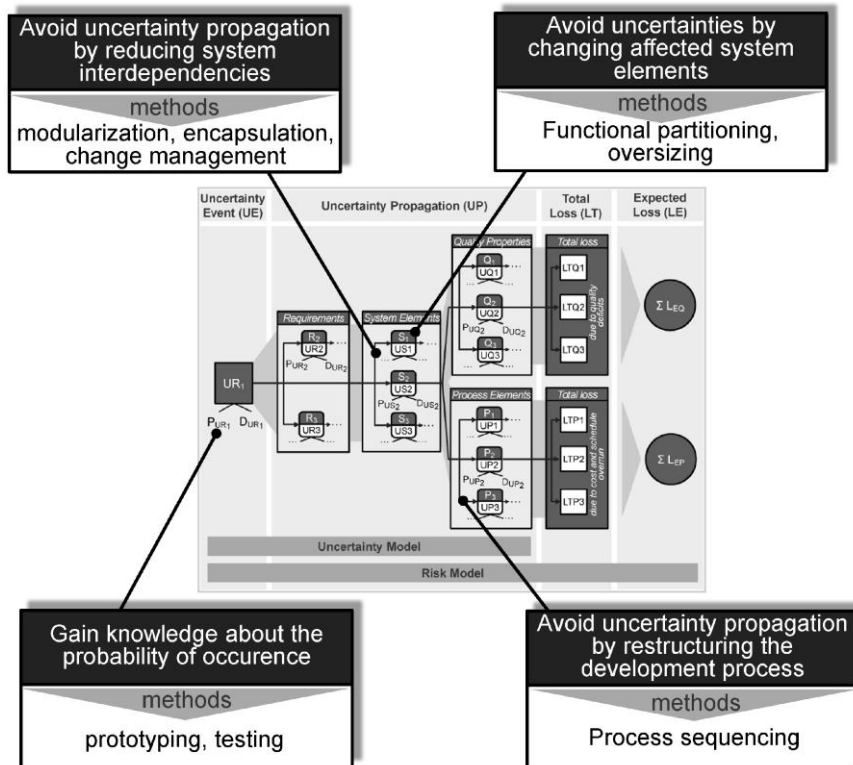 Avoid uncertainty propagation
by reducing system
interdependencies
methods
modularization, encapsulation,
change management
Avoid uncertainties by
changing affected system
elements
methods
Functional partitioning,
oversizing
Uncertainty
Event (UE)
Uncertainty Propagation (UP)
Total
Loss (LT)
Expected
Loss (LE)
Quality Properties
Q1 ...
UQ1
...
Q2
UQ2
PUQ2 DUQ2
Q3 ...
UQ3
...
Total loss
LTQ1
LTQ2
LTQ3
due to quality
deficits
Σ LEQ
Requirements
R2 ...
UR2
PUR2 DUR2
R3 ...
UR3
...
System Elements
S1 ...
US1
...
S2
US2
PUS2 DUS2
S3 ...
US3
...
UR1
PUR1 DUR1
Process Elements
P1 ...
UP1
...
P2
UP2
PUP2 DUP2
P3 ...
UP3
...
Total loss
LTP1
LTP2
LTP3
due to cost and schedule
overrun
Σ LEP
Uncertainty Model
Risk Model
Gain knowledge about the
probability of occurence
methods
prototyping, testing
Avoid uncertainty propagation
by restructuring the
development process
methods
Process sequencing